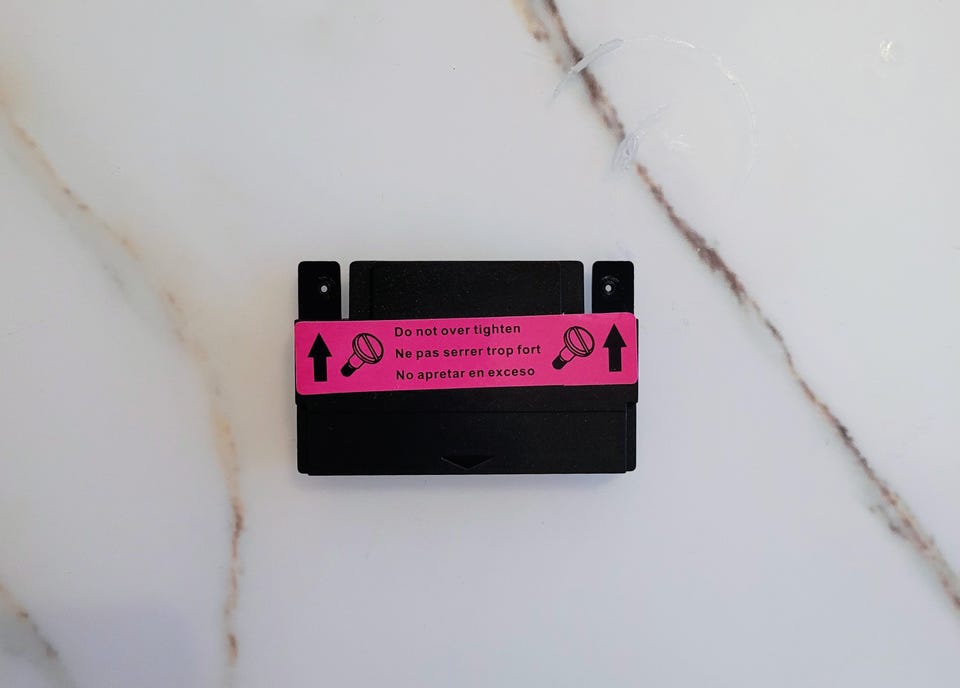 Do not over tighten
Ne pas serrer trop fort
No apretar en exceso